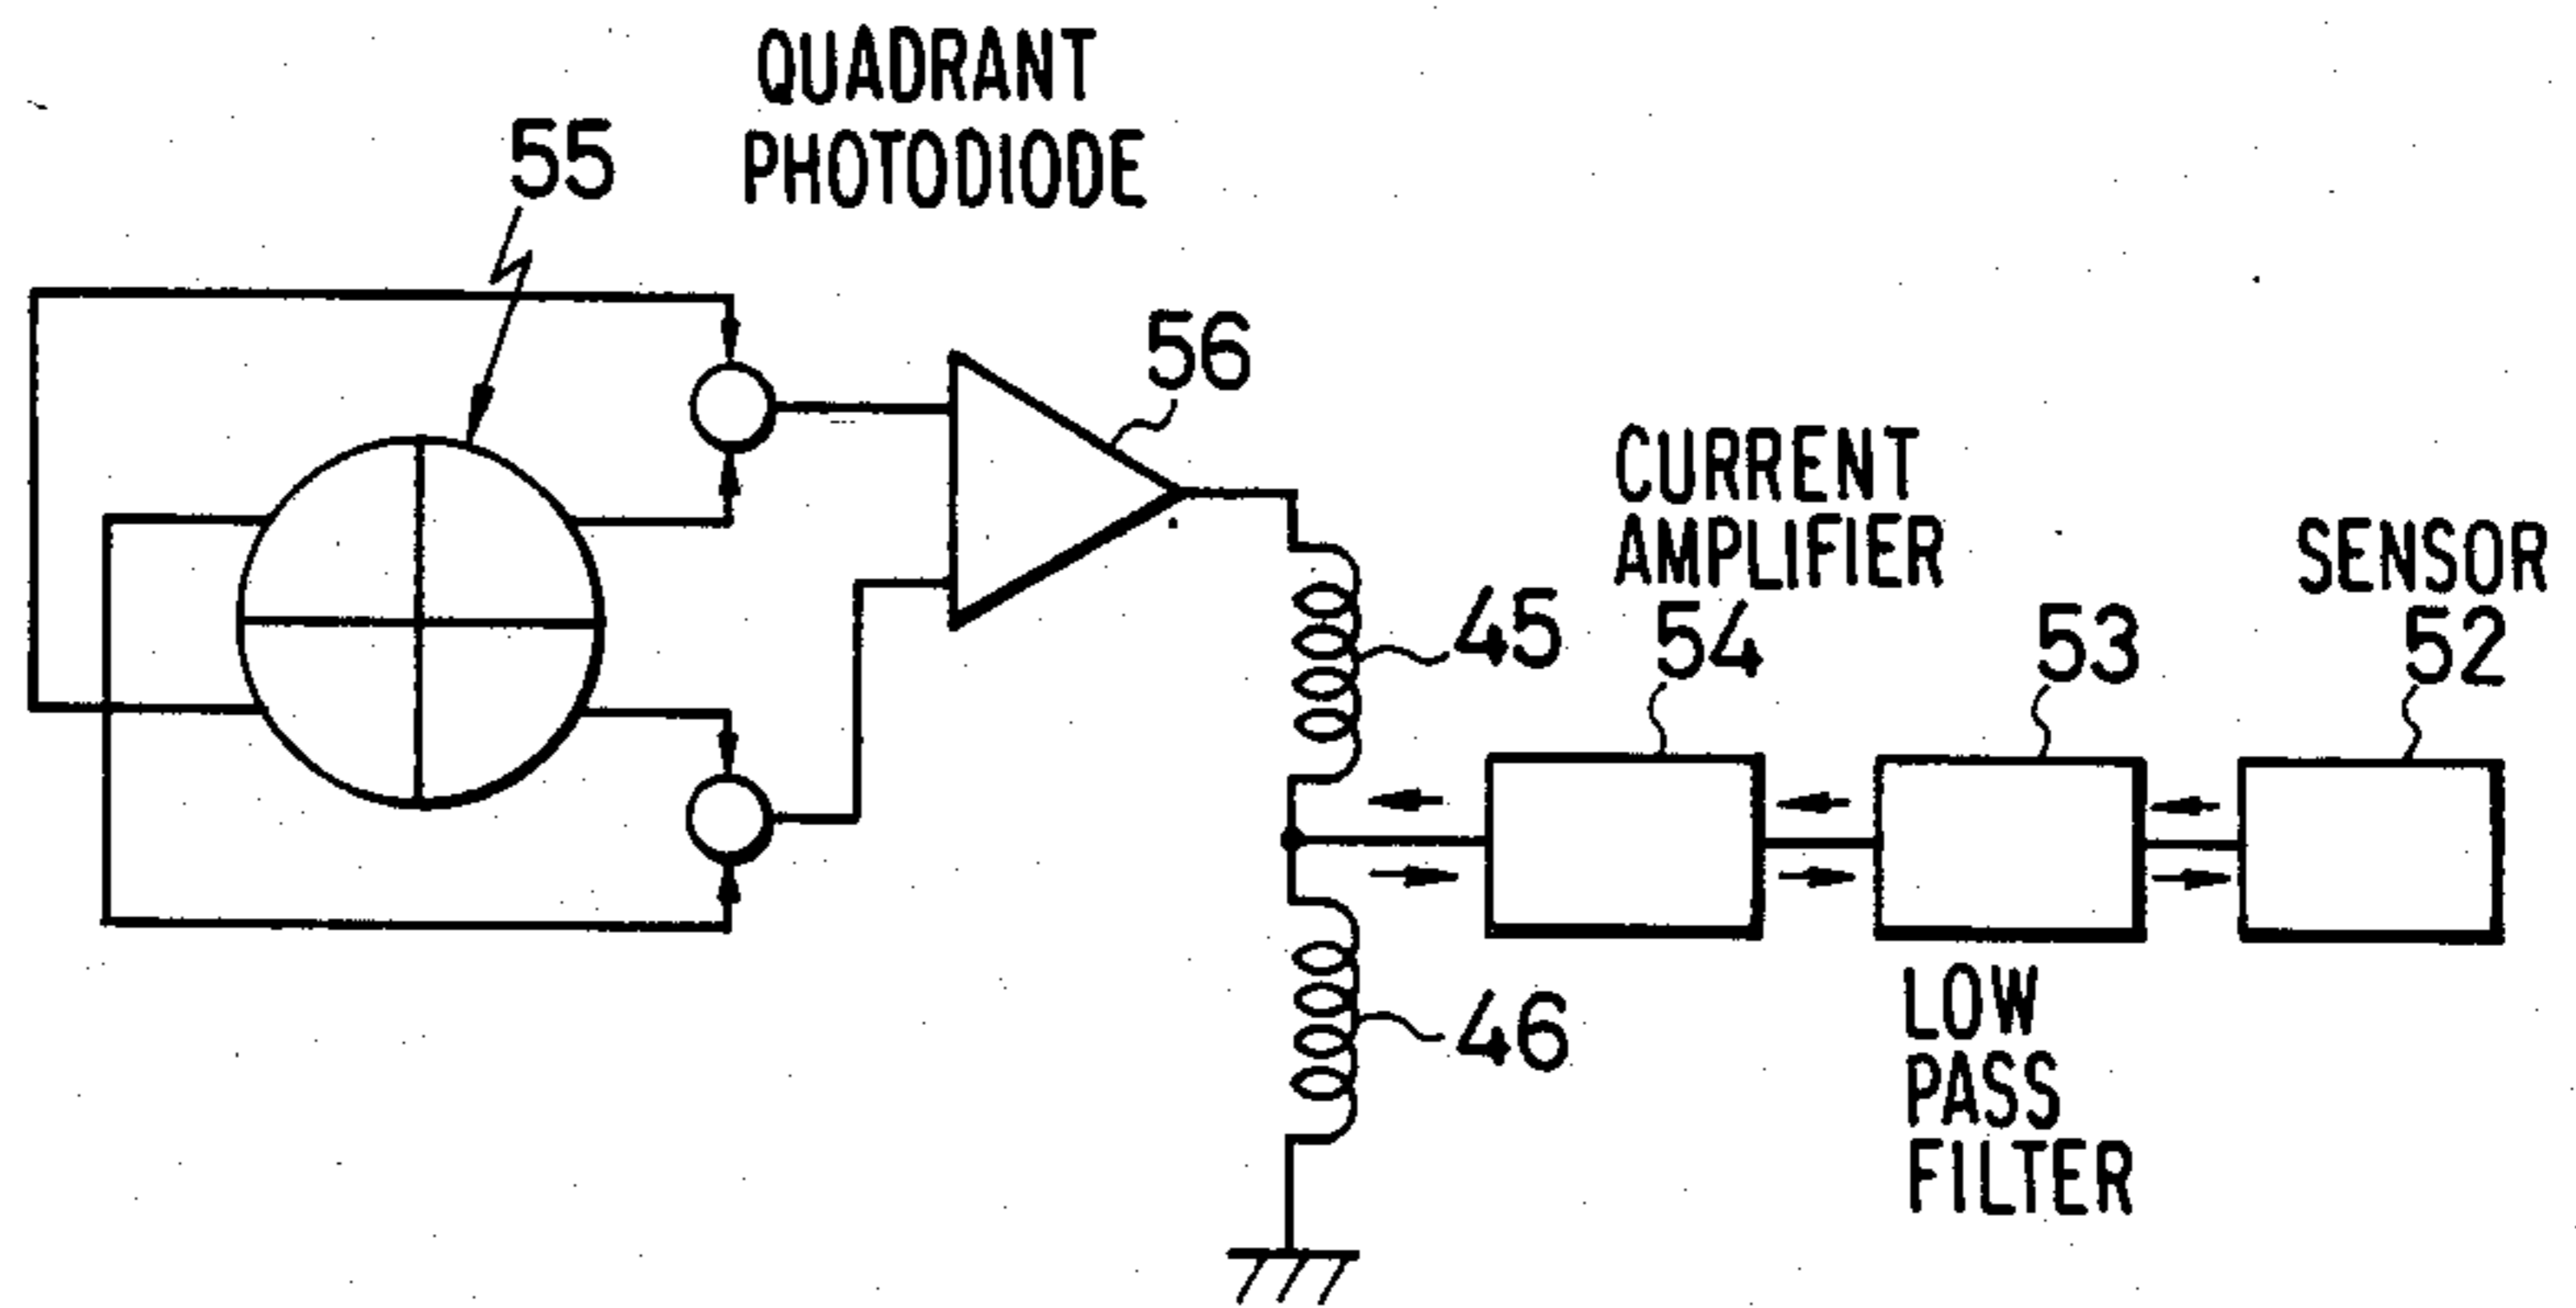 QUADRANT
PHOTODIODE
55
56
CURRENT
AMPLIFIER
54
SENSOR
52
53
45
46
LOW
PASS
FILTER